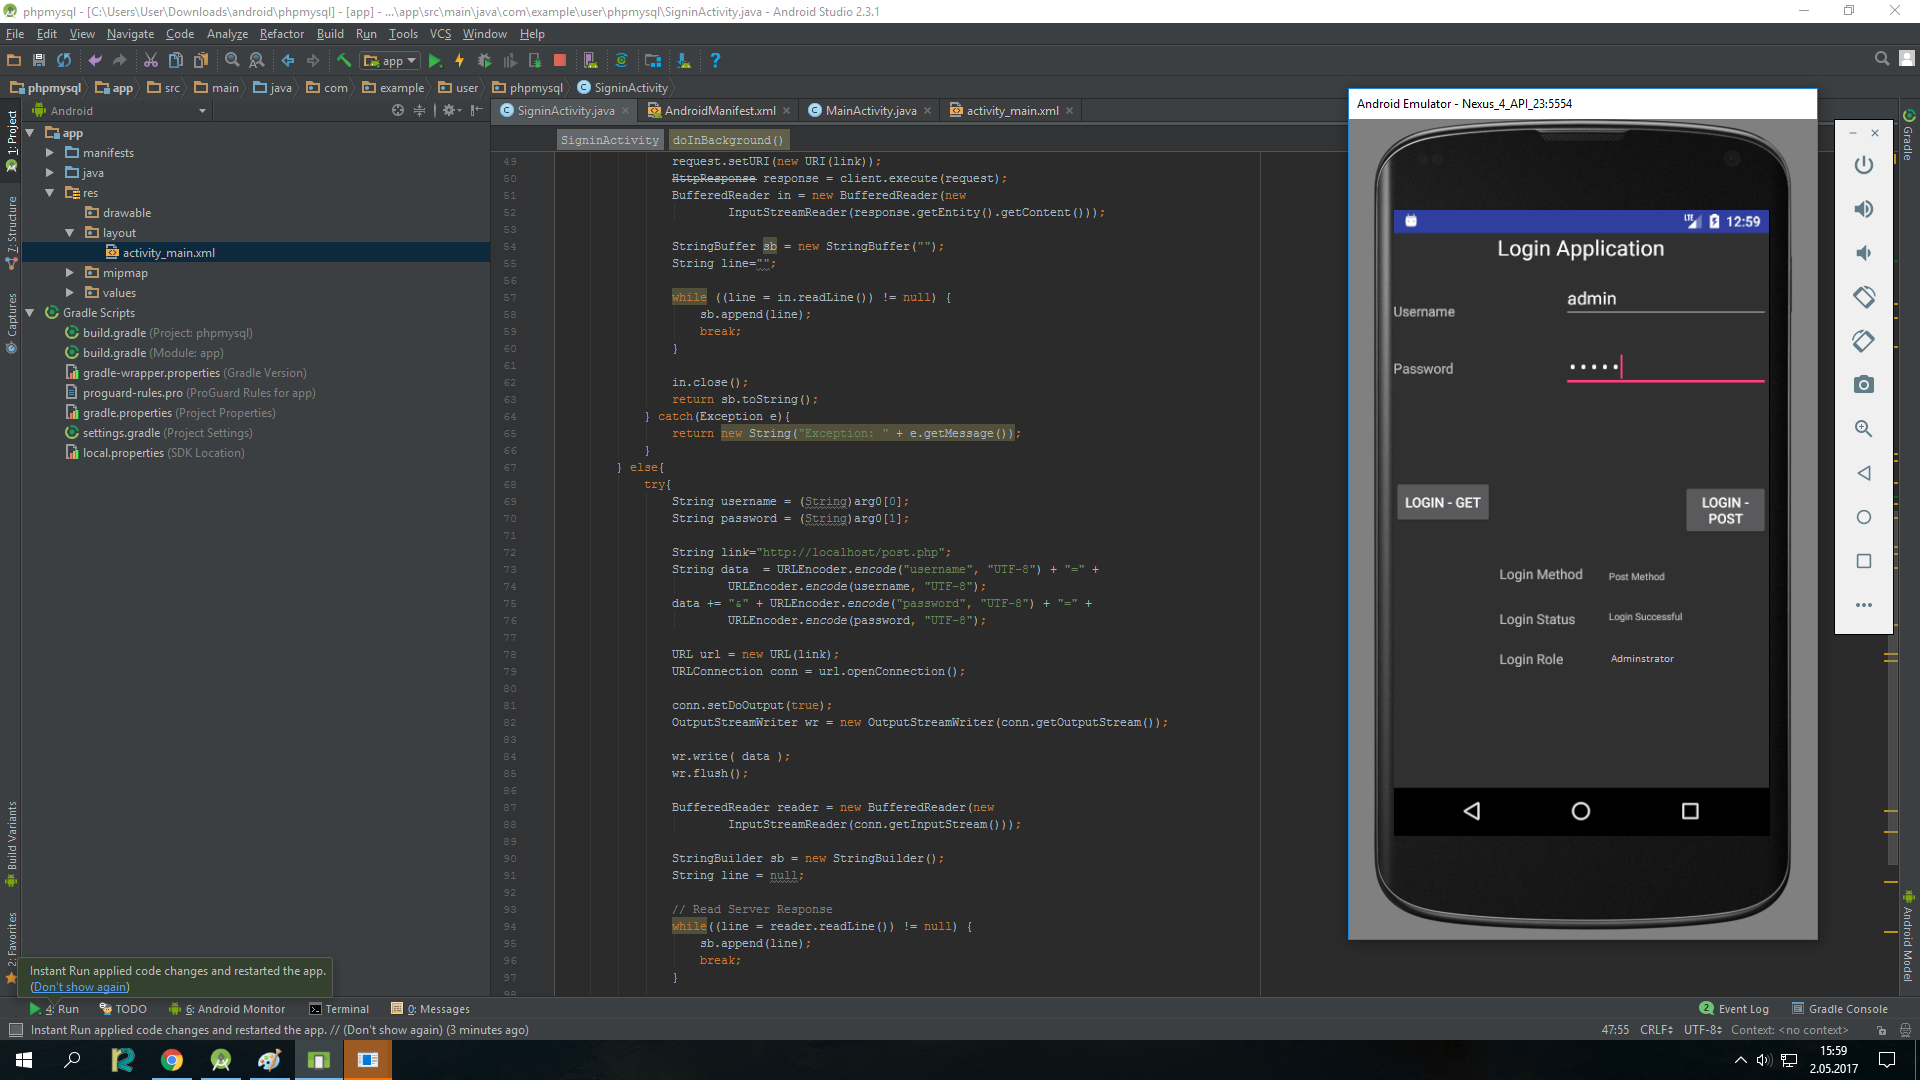 phpmysql - [C:\Users\User\Downloads\android\phpmysql] - [app] - ...\app\src\main\java\com\example\user\phpmysql\SigninActivity.java - Android Studio 2.3.1
File Edit View Navigate Code Analyze Refactor Build Run Tools VCS Window Help
app
phpmysql app src main java com example user phpmysql SigninActivity
Android
SigninActivity.java AndroidManifest.xml MainActivity.java activity_main.xml
SigninActivity doInBackground()
1: Project
Z: Structure
Captures
Build Variants
2: Favorites
app
manifests
java
res
drawable
layout
activity_main.xml
mipmap
values
Gradle Scripts
build.gradle (Project: phpmysql)
build.gradle (Module: app)
gradle-wrapper.properties (Gradle Version)
proguard-rules.pro (ProGuard Rules for app)
gradle.properties (Project Properties)
settings.gradle (Project Settings)
local.properties (SDK Location)
49 request.setURI(new URI(link));
50 HttpResponse response = client.execute(request);
51 BufferedReader in = new BufferedReader(new
52 InputStreamReader(response.getEntity().getContent()));
53
54 StringBuffer sb = new StringBuffer("");
55 String line="";
56
57 while ((line = in.readLine()) != null) {
58 sb.append(line);
59 break;
60 }
61
62 in.close();
63 return sb.toString();
64 } catch(Exception e){
65 return new String("Exception: " + e.getMessage());
66 }
67 } else{
68 try{
69 String username = (String)arg0[0];
70 String password = (String)arg0[1];
71
72 String link="http://localhost/post.php";
73 String data  = URLEncoder.encode("username", "UTF-8") + "=" +
74 URLEncoder.encode(username, "UTF-8");
75 data += "&" + URLEncoder.encode("password", "UTF-8") + "=" +
76 URLEncoder.encode(password, "UTF-8");
77
78 URL url = new URL(link);
79 URLConnection conn = url.openConnection();
80
81 conn.setDoOutput(true);
82 OutputStreamWriter wr = new OutputStreamWriter(conn.getOutputStream());
83
84 wr.write( data );
85 wr.flush();
86
87 BufferedReader reader = new BufferedReader(new
88 InputStreamReader(conn.getInputStream()));
89
90 StringBuilder sb = new StringBuilder();
91 String line = null;
92
93 // Read Server Response
94 while((line = reader.readLine()) != null) {
95 sb.append(line);
96 break;
97 }
98
Android Emulator - Nexus_4_API_23:5554
LTE 12:59
Login Application
Username admin
Password •••••
LOGIN - GET
LOGIN - POST
Login Method Post Method
Login Status Login Successful
Login Role Adminstrator
Gradle
Android Model
Instant Run applied code changes and restarted the app.
(Don't show again)
4: Run TODO 6: Android Monitor Terminal 0: Messages
2 Event Log Gradle Console
Instant Run applied code changes and restarted the app. // (Don't show again) (3 minutes ago)
47:55 CRLF UTF-8 Context: <no context>
15:59
2.05.2017